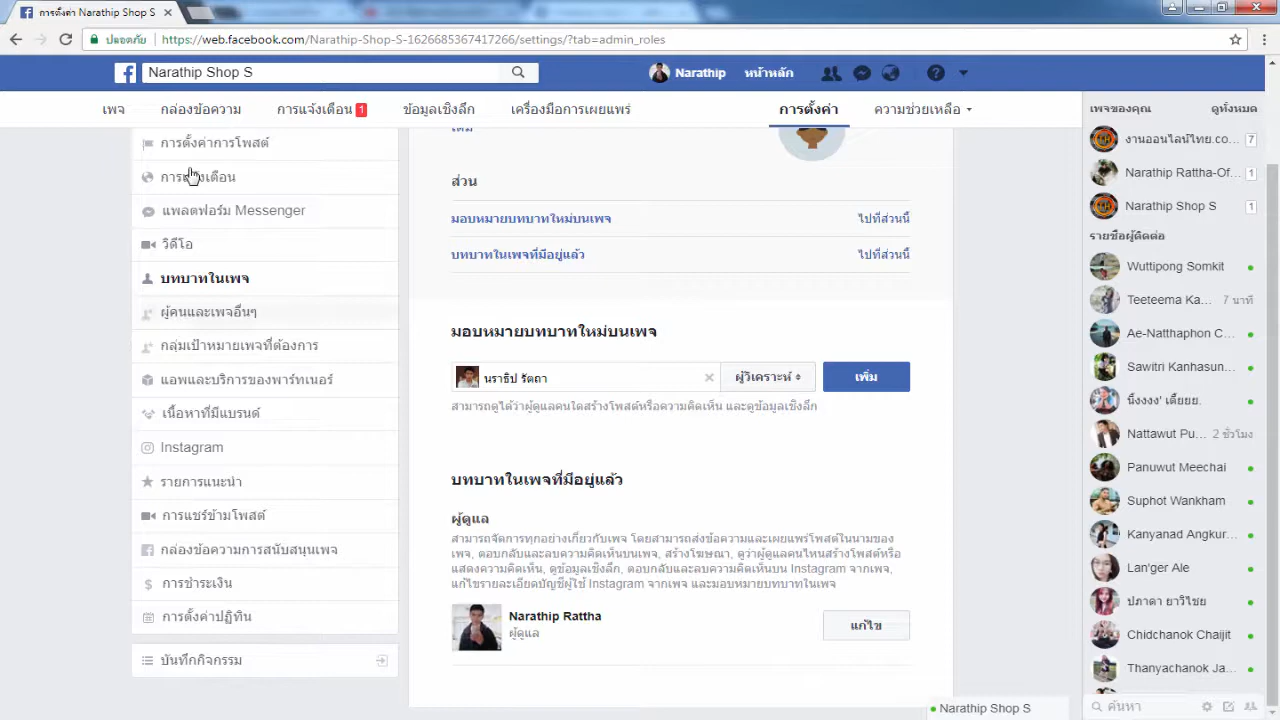 การตั้งค่า Narathip Shop S
ปลอดภัย
https://web.facebook.com/Narathip-Shop-S-1626685367417266/settings/?tab=admin_roles
Narathip Shop S
Narathip
หน้าหลัก
เพจ
กล่องข้อความ
การแจ้งเตือน 1
ข้อมูลเชิงลึก
เครื่องมือการเผยแพร่
การตั้งค่า
ความช่วยเหลือ
การตั้งค่าการโพสต์
แพลตฟอร์ม Messenger
วิดีโอ
บทบาทในเพจ
ผู้คนและเพจอื่นๆ
กลุ่มเป้าหมายเพจที่ต้องการ
แอพและบริการของพาร์ทเนอร์
เนื้อหาที่มีแบรนด์
Instagram
รายการแนะนำ
การแชร์ข้ามโพสต์
กล่องข้อความการสนับสนุนเพจ
การชำระเงิน
การตั้งค่าปฏิทิน
บันทึกกิจกรรม
ส่วน
มอบหมายบทบาทใหม่บนเพจ ไปที่ส่วนนี้
บทบาทในเพจที่มีอยู่แล้ว ไปที่ส่วนนี้
มอบหมายบทบาทใหม่บนเพจ
นราธิป รัตถา
ผู้วิเคราะห์
เพิ่ม
สามารถดูได้ว่าผู้ดูแลคนใดสร้างโพสต์หรือความคิดเห็น และดูข้อมูลเชิงลึก
บทบาทในเพจที่มีอยู่แล้ว
ผู้ดูแล
สามารถจัดการทุกอย่างเกี่ยวกับเพจ โดยสามารถส่งข้อความและเผยแพร่โพสต์ในนามของ
เพจ, ตอบกลับและลบความคิดเห็นบนเพจ, สร้างโฆษณา, ดูว่าผู้ดูแลคนไหนสร้างโพสต์หรือ
แสดงความคิดเห็น, ดูข้อมูลเชิงลึก, ตอบกลับและลบความคิดเห็นบน Instagram จากเพจ,
แก้ไขรายละเอียดบัญชีผู้ใช้ Instagram จากเพจ และมอบหมายบทบาทในเพจ
Narathip Rattha
ผู้ดูแล
แก้ไข
เพจของคุณ ดูทั้งหมด
งานออนไลน์ไทย.co... 7
Narathip Rattha-Of... 1
Narathip Shop S 1
รายชื่อผู้ติดต่อ
Wuttipong Somkit
Teeteema Ka... 7 นาที
Ae-Natthaphon C...
Sawitri Kanhasun...
นิ้งงงง' เตี้ยยย.
Nattawut Pu... 2 ชั่วโมง
Panuwut Meechai
Suphot Wankham
Kanyanad Angkur...
Lan'ger Ale
ปภาดา ยาวิไชย
Chidchanok Chaijit
Thanyachanok Ja...
ค้นหา
Narathip Shop S